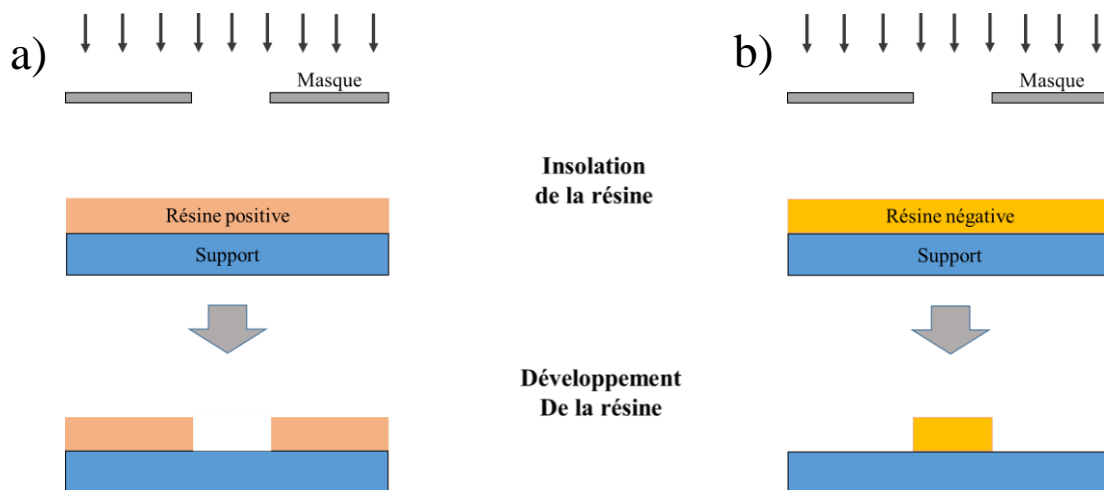 a)
Masque
Résine positive
Support
Insolation
de la résine
Développement
De la résine
b)
Masque
Résine négative
Support